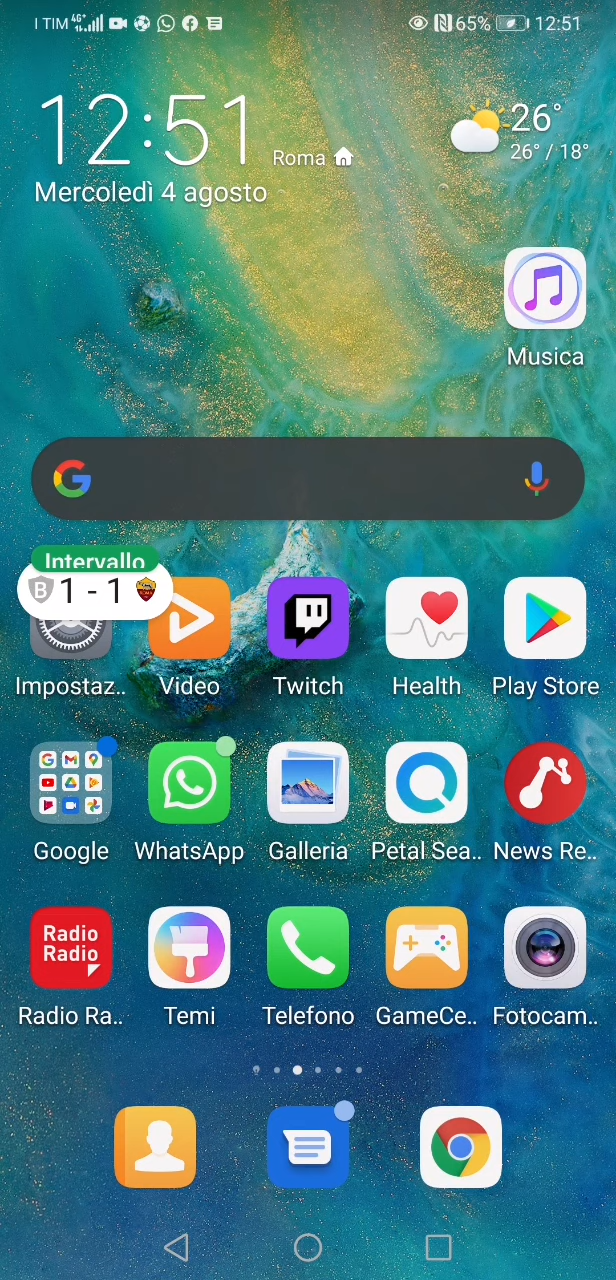 I TIM 4G+ 65% 12:51
12:51 Roma
26°
26° / 18°
Mercoledì 4 agosto
Musica
Intervallo
B 1 - 1
Impostaz.. Video Twitch Health Play Store
Google WhatsApp Galleria Petal Sea.. News Re..
Radio
Radio
Radio Ra.. Temi Telefono GameCe.. Fotocam..